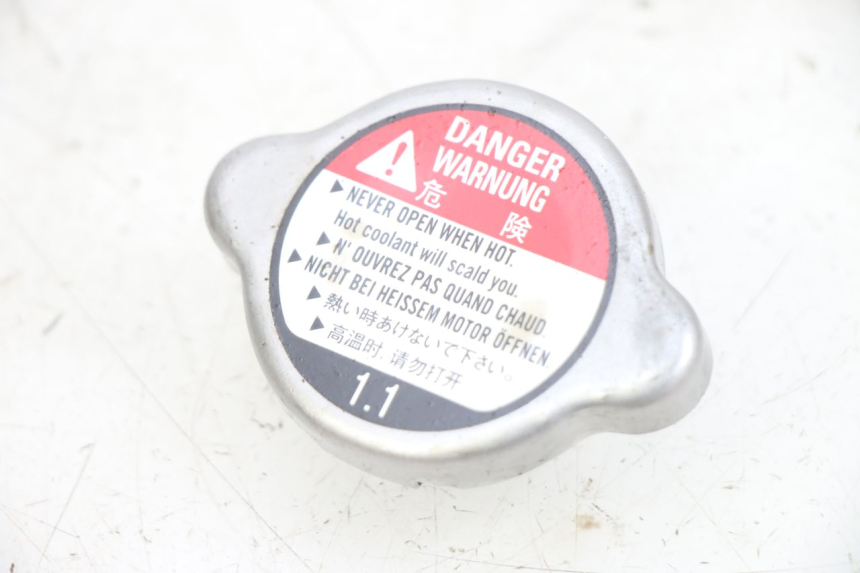 DANGER
WARNUNG
危 険
▶ NEVER OPEN WHEN HOT.
Hot coolant will scald you.
▶ N' OUVREZ PAS QUAND CHAUD.
▶ NICHT BEI HEISSEM MOTOR ÖFFNEN.
▶ 熱い時あけないで下さい。
▶ 高温时,请勿打开
1.1